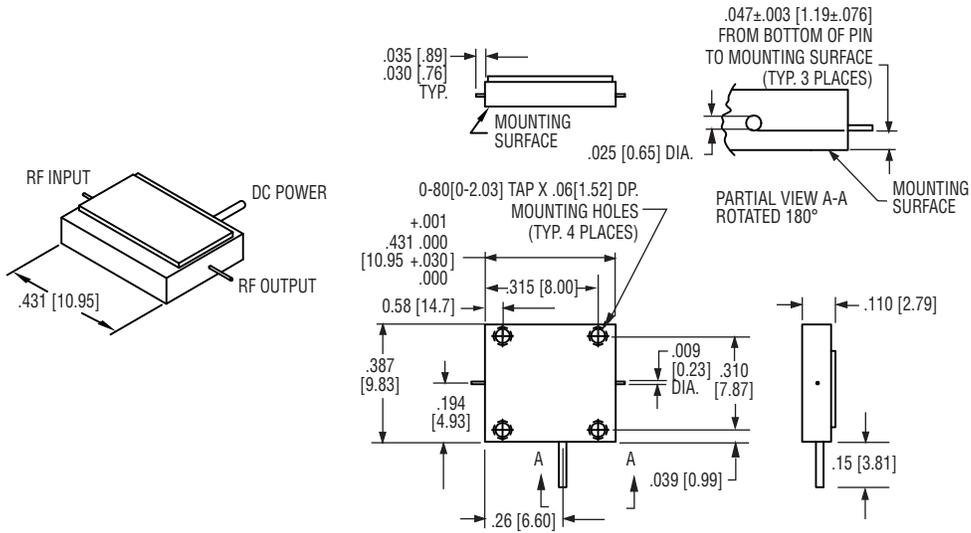 .035 [.89]
.030 [.76]
TYP.
MOUNTING
SURFACE
.047±.003 [1.19±.076]
FROM BOTTOM OF PIN
TO MOUNTING SURFACE
(TYP. 3 PLACES)
.025 [0.65] DIA.
PARTIAL VIEW A-A
ROTATED 180°
MOUNTING
SURFACE
RF INPUT
DC POWER
RF OUTPUT
.431 [10.95]
0-80[0-2.03] TAP X .06[1.52] DP.
MOUNTING HOLES
(TYP. 4 PLACES)
+.001
.431 .000
[10.95 +.030]
.000
.315 [8.00]
0.58 [14.7]
.387
[9.83]
.194
[4.93]
.009
[0.23]
DIA.
.310
[7.87]
.039 [0.99]
A
A
.26 [6.60]
.110 [2.79]
.15 [3.81]